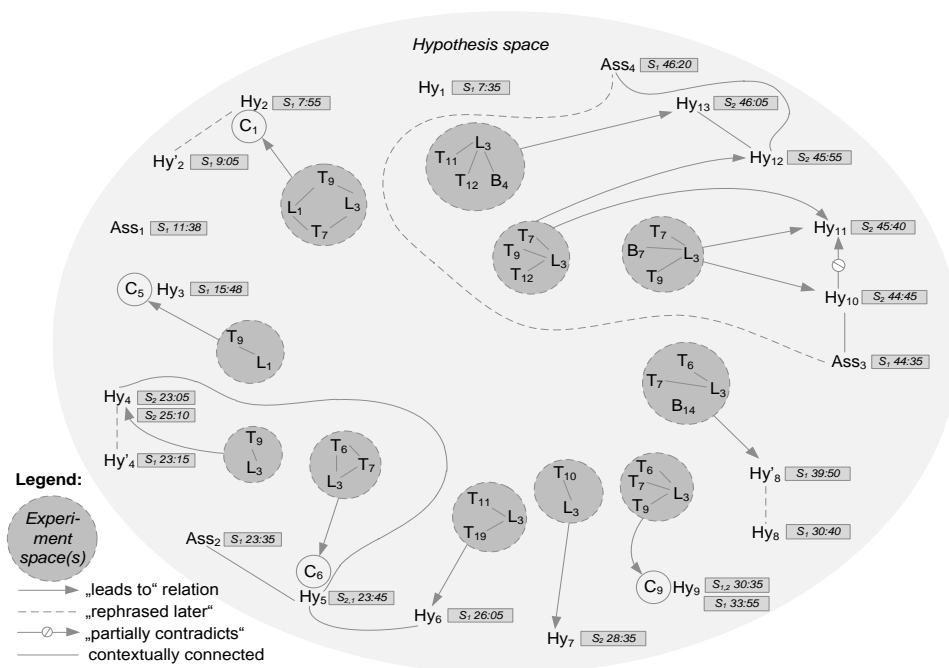 Hypothesis space
Ass₄ S₁ 46:20
Hy₁ S₁ 7:35
Hy₂ S₁ 7:55
Hy₁₃ S₂ 46:05
C₁
L₃
T₁₁
T₁₂ B₄
Hy'₂ S₁ 9:05
Hy₁₂ S₂ 45:55
T₉
L₁ L₃
T₇
Ass₁ S₁ 11:38
T₇
T₉ L₃
T₁₂
T₇
B₇ L₃
T₉
Hy₁₁ S₂ 45:40
C₅ Hy₃ S₁ 15:48
Hy₁₀ S₂ 44:45
T₉
L₁
Ass₃ S₁ 44:35
T₆
T₇ L₃
B₁₄
Hy₄ S₂ 23:05
S₂ 25:10
Hy'₄ S₁ 23:15
T₉
L₃
T₆
T₇
L₃
Hy'₈ S₁ 39:50
T₁₀
L₃
T₆
T₇ L₃
T₉
T₁₁
L₃
T₁₉
Hy₈ S₁ 30:40
Ass₂ S₁ 23:35
C₆
Hy₅ S₂,₁ 23:45
C₉ Hy₉ S₁,₂ 30:35
S₁ 33:55
Hy₆ S₁ 26:05
Hy₇ S₂ 28:35
Legend:
Experi-
ment
space(s)
„leads to“ relation
„rephrased later“
„partially contradicts“
contextually connected